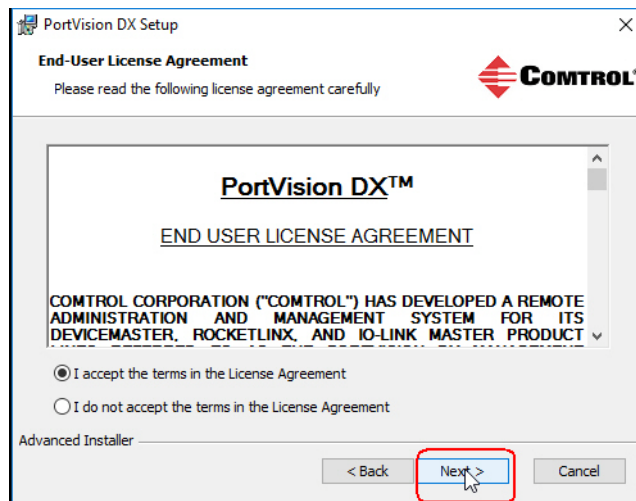 PortVision DX Setup
End-User License Agreement
Please read the following license agreement carefully
COMTROL®
PortVision DX™
END USER LICENSE AGREEMENT
COMTROL CORPORATION ("COMTROL") HAS DEVELOPED A REMOTE
ADMINISTRATION AND MANAGEMENT SYSTEM FOR ITS
DEVICEMASTER, ROCKETLINX, AND IO-LINK MASTER PRODUCT
I accept the terms in the License Agreement
I do not accept the terms in the License Agreement
Advanced Installer
< Back
Next >
Cancel